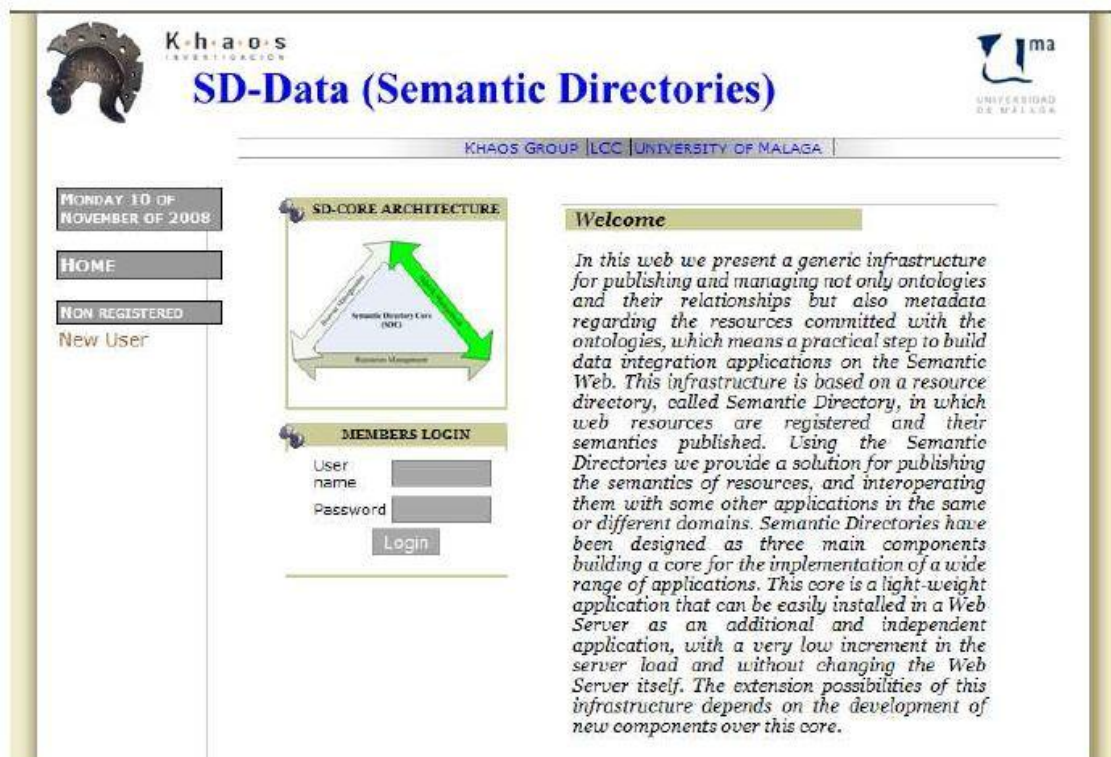 K·h·a·o·s
INVESTIGACIÓN
SD-Data (Semantic Directories)
uma
UNIVERSIDAD
DE MÁLAGA
KHAOS GROUP |LCC |UNIVERSITY OF MALAGA |
MONDAY 10 OF
NOVEMBER OF 2008
HOME
NON REGISTERED
New User
SD-CORE ARCHITECTURE
Semantic Directory Core
(SDC)
Resources Management
MEMBERS LOGIN
User
name
Password
Login
Welcome
In this web we present a generic infrastructure
for publishing and managing not only ontologies
and their relationships but also metadata
regarding the resources committed with the
ontologies, which means a practical step to build
data integration applications on the Semantic
Web. This infrastructure is based on a resource
directory, called Semantic Directory, in which
web resources are registered and their
semantics published. Using the Semantic
Directories we provide a solution for publishing
the semantics of resources, and interoperating
them with some other applications in the same
or different domains. Semantic Directories have
been designed as three main components
building a core for the implementation of a wide
range of applications. This core is a light-weight
application that can be easily installed in a Web
Server as an additional and independent
application, with a very low increment in the
server load and without changing the Web
Server itself. The extension possibilities of this
infrastructure depends on the development of
new components over this core.